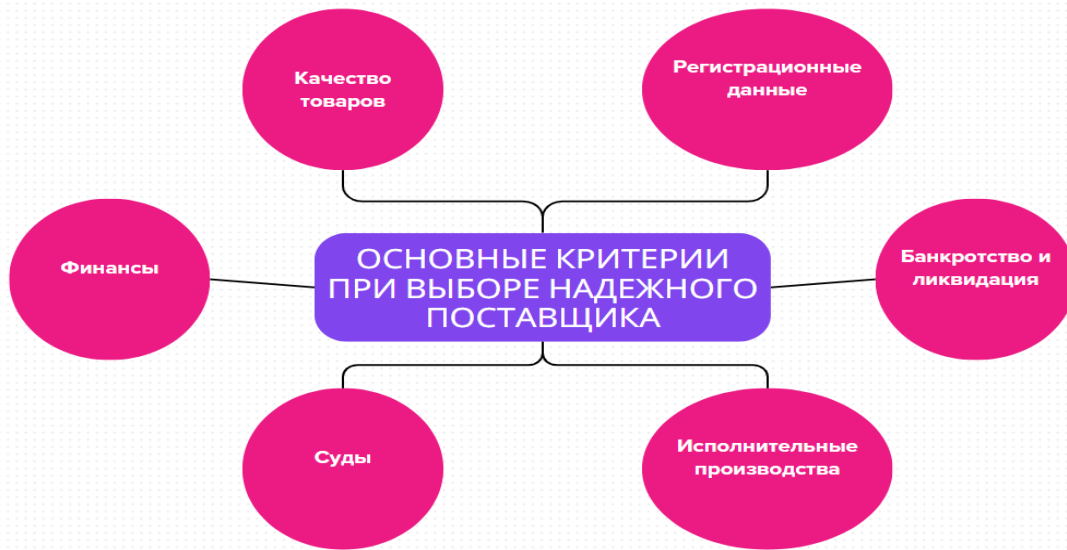 Качество
товаров
Регистрационные
данные
Финансы
ОСНОВНЫЕ КРИТЕРИИ
ПРИ ВЫБОРЕ НАДЕЖНОГО
ПОСТАВЩИКА
Банкротство и
ликвидация
Суды
Исполнительные
производства